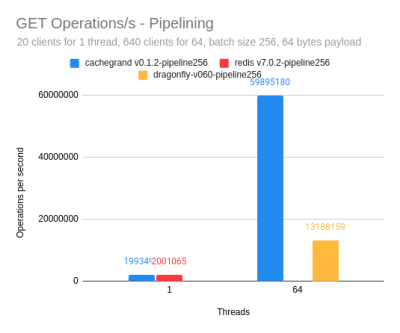 GET Operations/s - Pipelining
20 clients for 1 thread, 640 clients for 64, batch size 256, 64 bytes payload
cachegrand v0.1.2-pipeline256
redis v7.0.2-pipeline256
dragonfly-v060-pipeline256
59895180
60000000
40000000
20000000
0
Operations per second
2001065
13188159
1
64
Threads